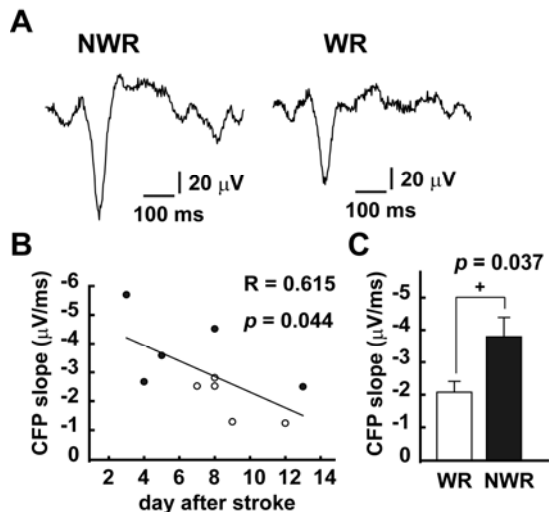 A
NWR
WR
20 μV
100 ms
20 μV
100 ms
B
CFP slope (μV/ms)
-6
-5
-4
-3
-2
-1
0
R = 0.615
p = 0.044
2 4 6 8 10 12 14
day after stroke
C
p = 0.037
+
CFP slope (μV/ms)
-5
-4
-3
-2
-1
0
WR NWR